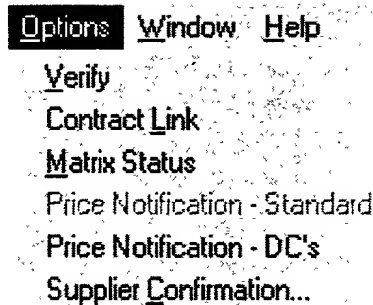 Options Window Help
Verify
Contract Link
Matrix Status
Price Notification - Standard
Price Notification - DC's
Supplier Confirmation...